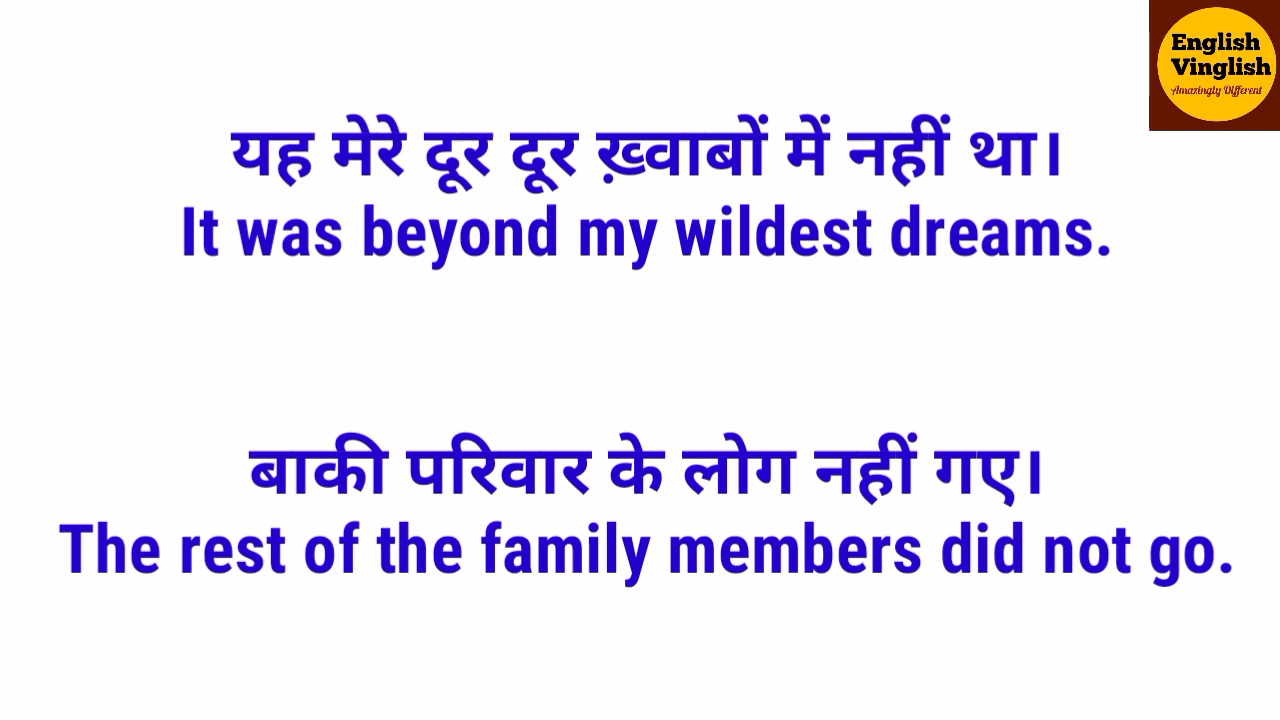 English
Vinglish
Amazingly Different
यह मेरे दूर दूर ख़्वाबों में नहीं था।
It was beyond my wildest dreams.
बाकी परिवार के लोग नहीं गए।
The rest of the family members did not go.